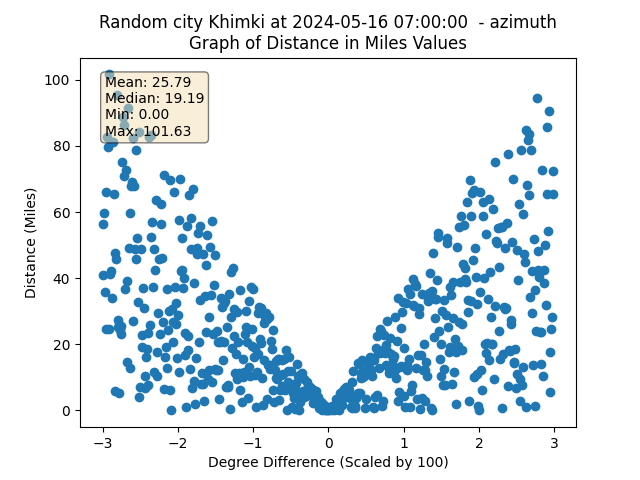 Random city Khimki at 2024-05-16 07:00:00  - azimuth
Graph of Distance in Miles Values
Mean: 25.79
Median: 19.19
Min: 0.00
Max: 101.63
100
80
60
40
20
0
Distance (Miles)
−3
−2
−1
0
1
2
3
Degree Difference (Scaled by 100)